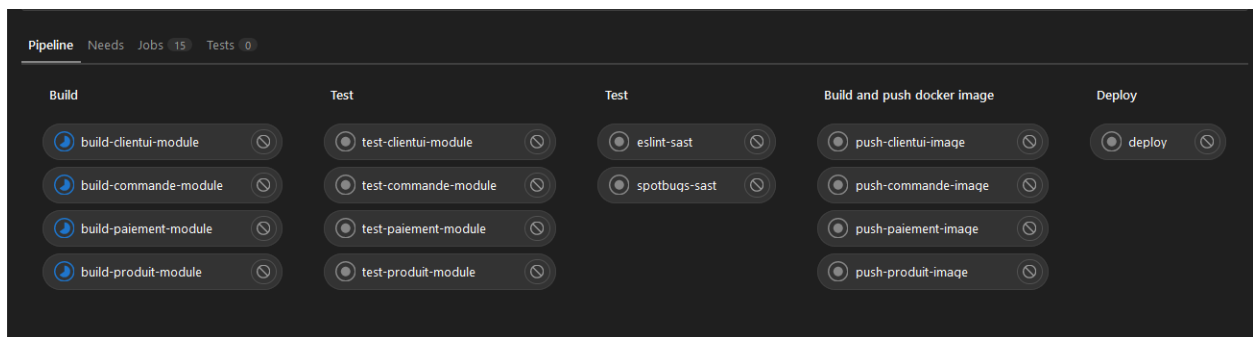 Pipeline Needs Jobs 15 Tests 0
Build Test Test Build and push docker image Deploy
build-clientui-module test-clientui-module eslint-sast push-clientui-image deploy
build-commande-module test-commande-module spotbugs-sast push-commande-image
build-paiement-module test-paiement-module push-paiement-image
build-produit-module test-produit-module push-produit-image